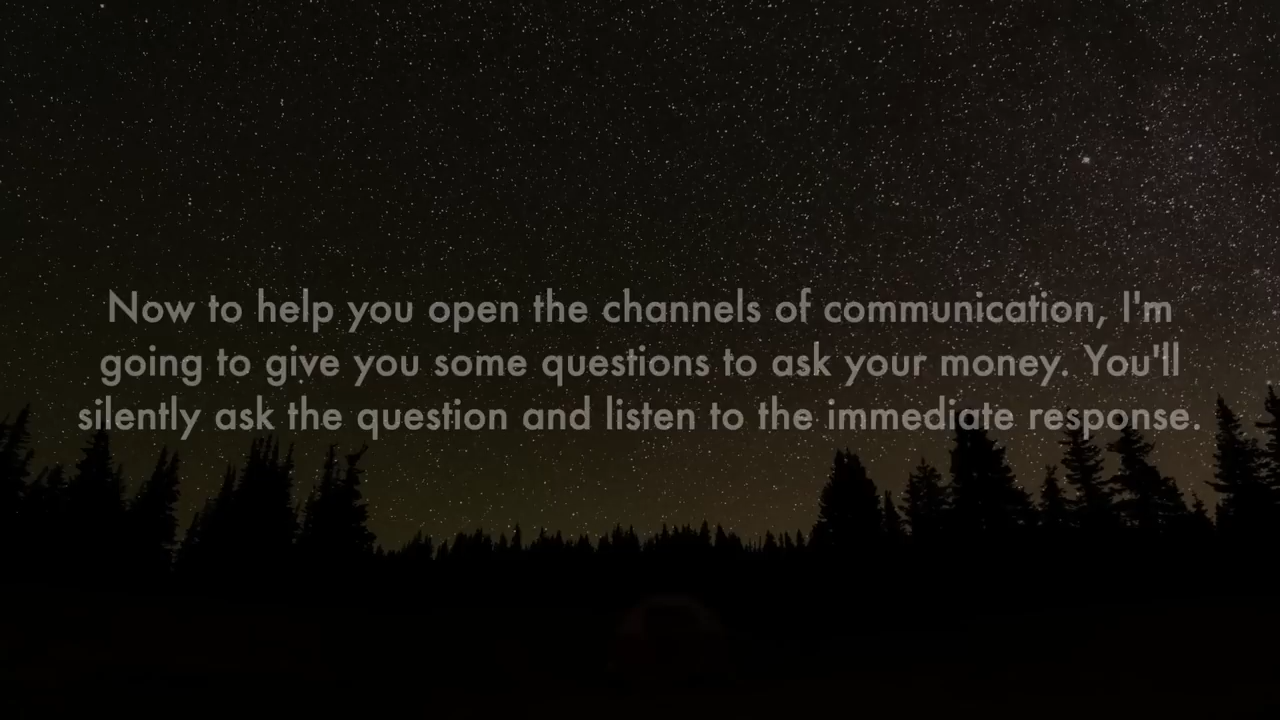 Now to help you open the channels of communication, I'm
going to give you some questions to ask your money. You'll
silently ask the question and listen to the immediate response.